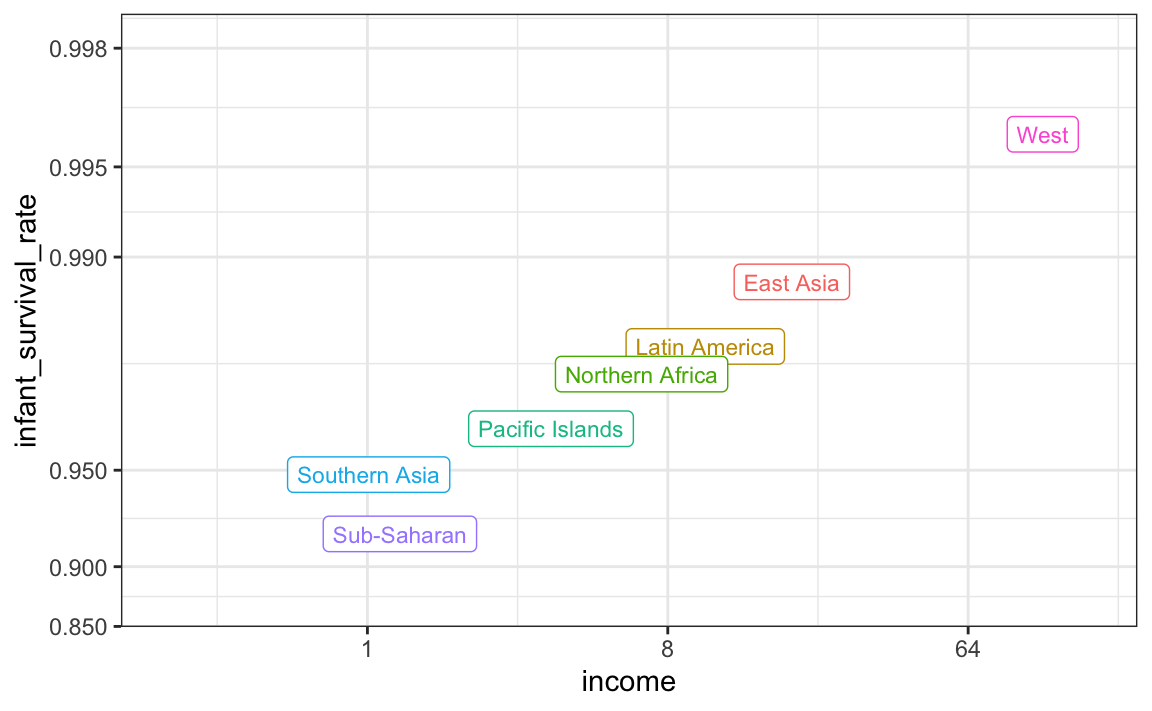 0.998
West
0.995
0.990
East Asia
Latin America
Northern Africa
Pacific Islands
0.950
Southern Asia
Sub-Saharan
0.900
0.850
infant_survival_rate
1
8
64
income